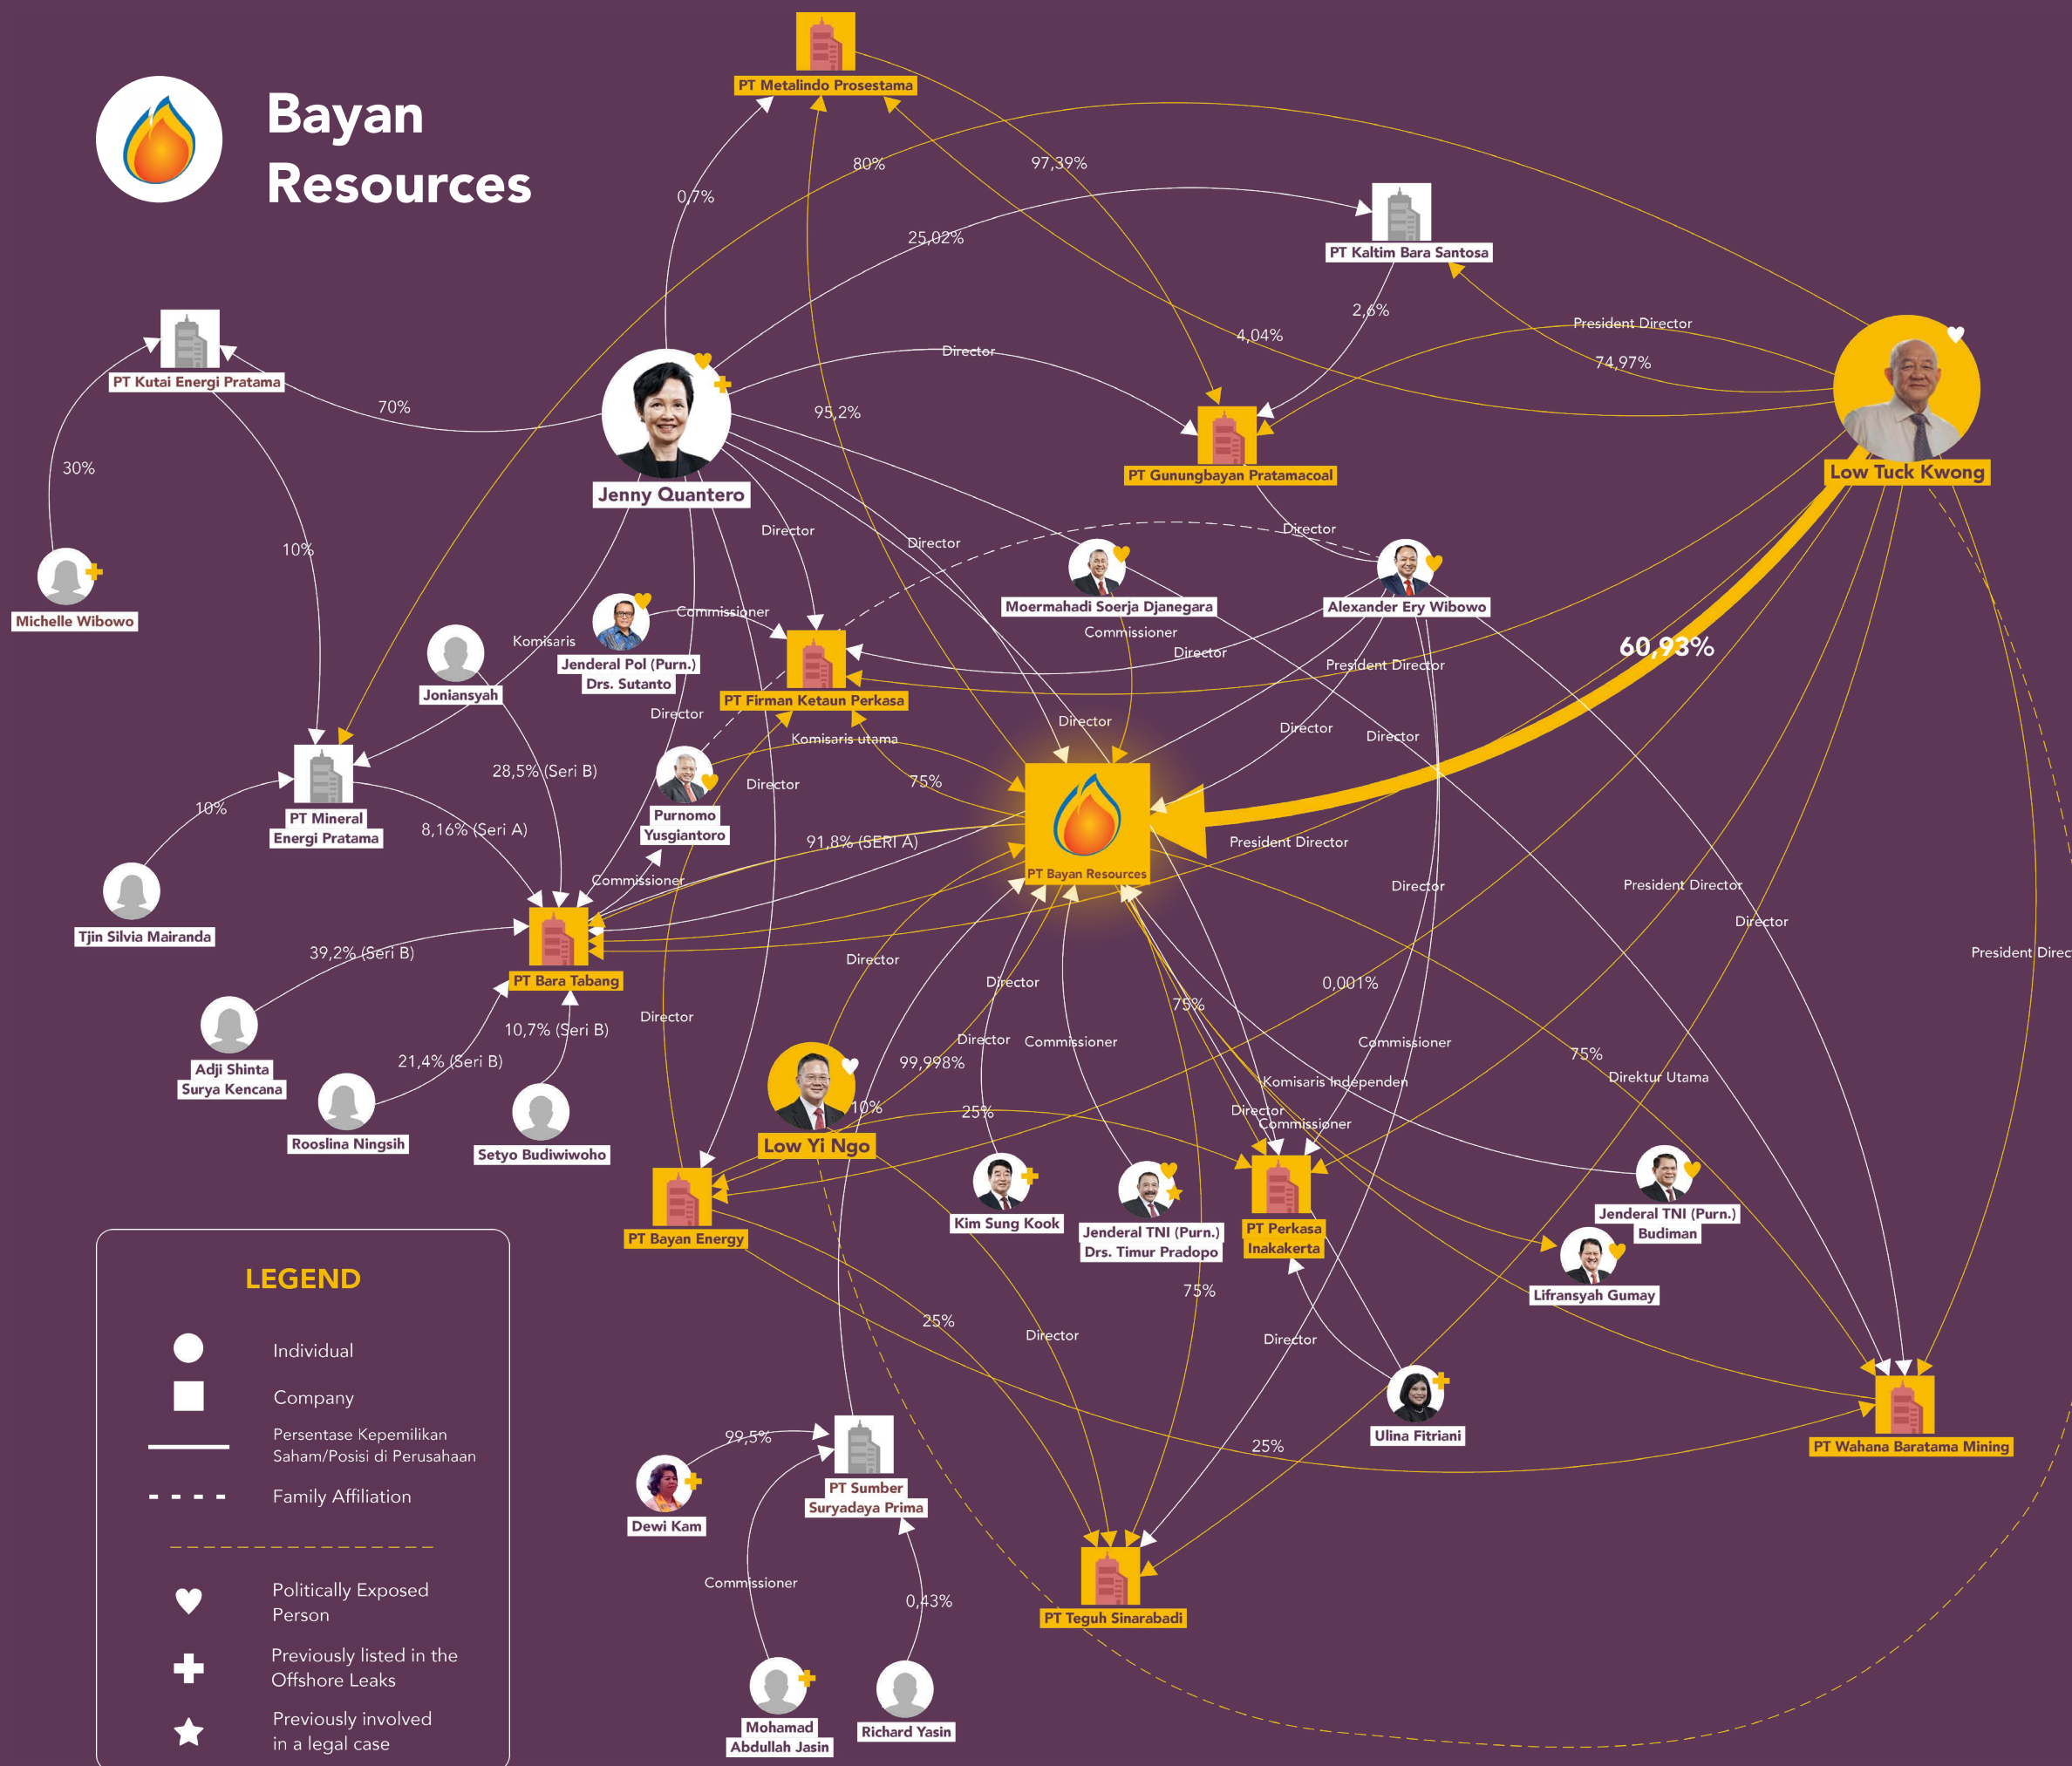 Bayan
Resources
PT Metalindo Prosestama
80%
97,39%
0,7%
25,02%
PT Kaltim Bara Santosa
2,6%
President Director
4,04%
74,97%
Director
PT Kutai Energi Pratama
70%
95,2%
30%
PT Gunungbayan Pratamacoal
Low Tuck Kwong
Jenny Quantero
Director
Director
Director
10%
Michelle Wibowo
Moermahadi Soerja Djanegara
Alexander Ery Wibowo
Commissioner
Commissioner
Komisaris
Director
60,93%
Jenderal Pol (Purn.)
Drs. Sutanto
President Director
Joniansyah
PT Firman Ketaun Perkasa
Director
Director
Director
Director
Komisaris utama
28,5% (Seri B)
Director
75%
10%
PT Mineral
Energi Pratama
Purnomo
Yusgiantoro
8,16% (Seri A)
91,8% (SERI A)
President Director
PT Bayan Resources
Commissioner
Director
President Director
Director
Tjin Silvia Mairanda
39,2% (Seri B)
Director
President Direc
PT Bara Tabang
Director
0,001%
75%
Director
10,7% (Seri B)
Director
Commissioner
Commissioner
75%
21,4% (Seri B)
99,998%
Adji Shinta
Surya Kencana
Direktur Utama
Komisaris Independen
10%
25%
Director
Commissioner
Rooslina Ningsih
Setyo Budiwiwoho
Low Yi Ngo
Kim Sung Kook
Jenderal TNI (Purn.)
Drs. Timur Pradopo
PT Perkasa
Inakakerta
Jenderal TNI (Purn.)
Budiman
PT Bayan Energy
75%
Lifransyah Gumay
25%
Director
Director
Ulina Fitriani
99,5%
25%
PT Wahana Baratama Mining
PT Sumber
Suryadaya Prima
Dewi Kam
Commissioner
0,43%
PT Teguh Sinarabadi
Mohamad
Abdullah Jasin
Richard Yasin
LEGEND
Individual
Company
Persentase Kepemilikan
Saham/Posisi di Perusahaan
Family Affiliation
Politically Exposed
Person
Previously listed in the
Offshore Leaks
Previously involved
in a legal case